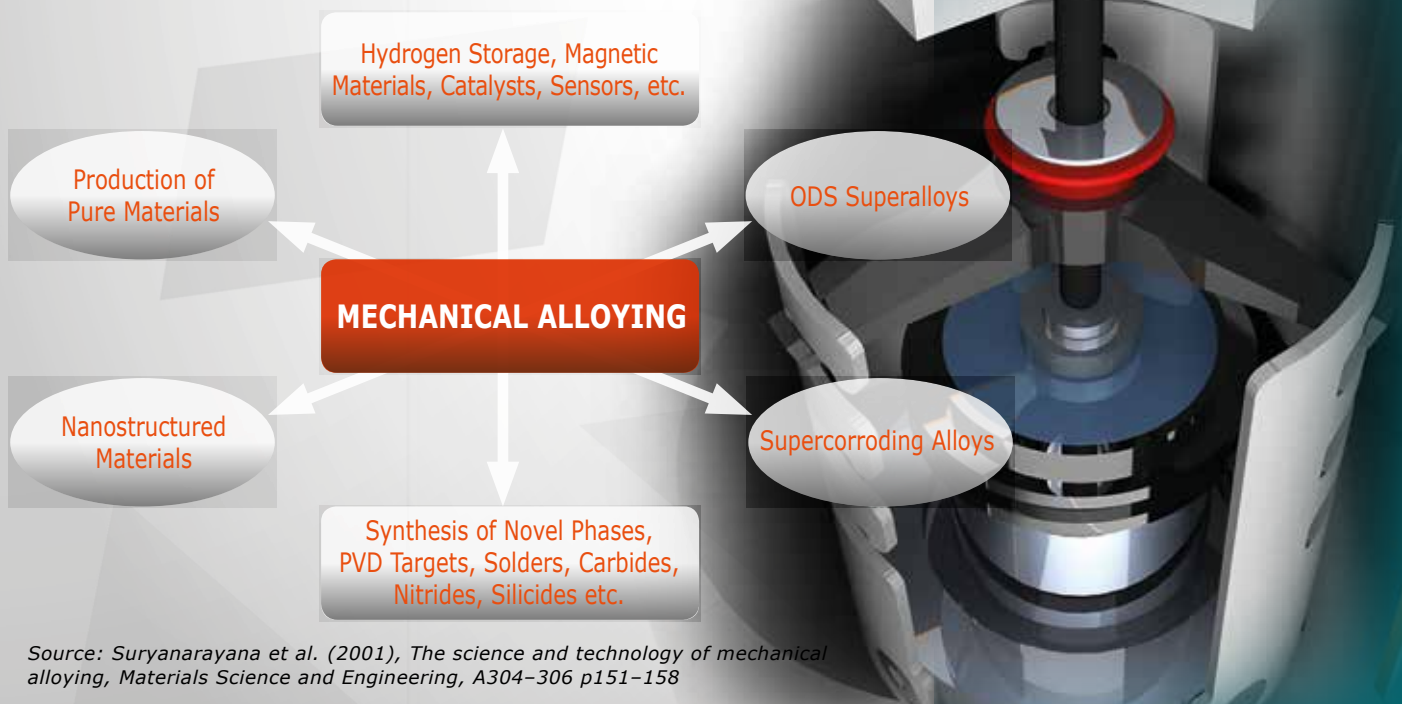 Hydrogen Storage, Magnetic
Materials, Catalysts, Sensors, etc.
Production of
Pure Materials
ODS Superalloys
MECHANICAL ALLOYING
Nanostructured
Materials
Supercorroding Alloys
Synthesis of Novel Phases,
PVD Targets, Solders, Carbides,
Nitrides, Silicides etc.
Source: Suryanarayana et al. (2001), The science and technology of mechanical
alloying, Materials Science and Engineering, A304–306 p151–158